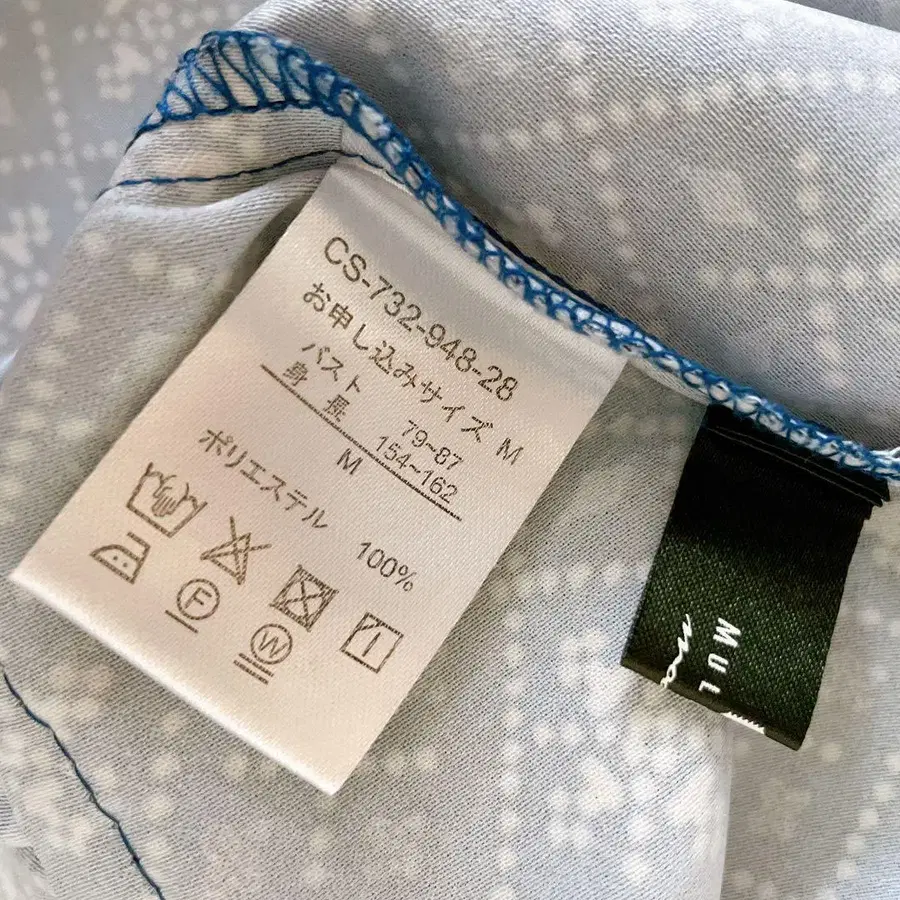 CS-732-948-28
お申し込みサイズ M
バスト 79~87
身長 154~162
M
ポリエステル 100%
F
W
MUL